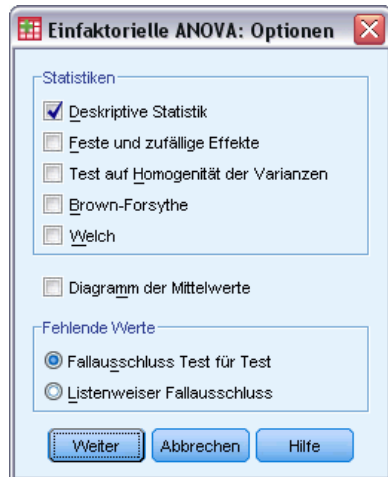 Einfaktorielle ANOVA: Optionen
Statistiken
Deskriptive Statistik
Feste und zufällige Effekte
Test auf Homogenität der Varianzen
Brown-Forsythe
Welch
Diagramm der Mittelwerte
Fehlende Werte
Fallausschluss Test für Test
Listenweiser Fallausschluss
Weiter Abbrechen Hilfe